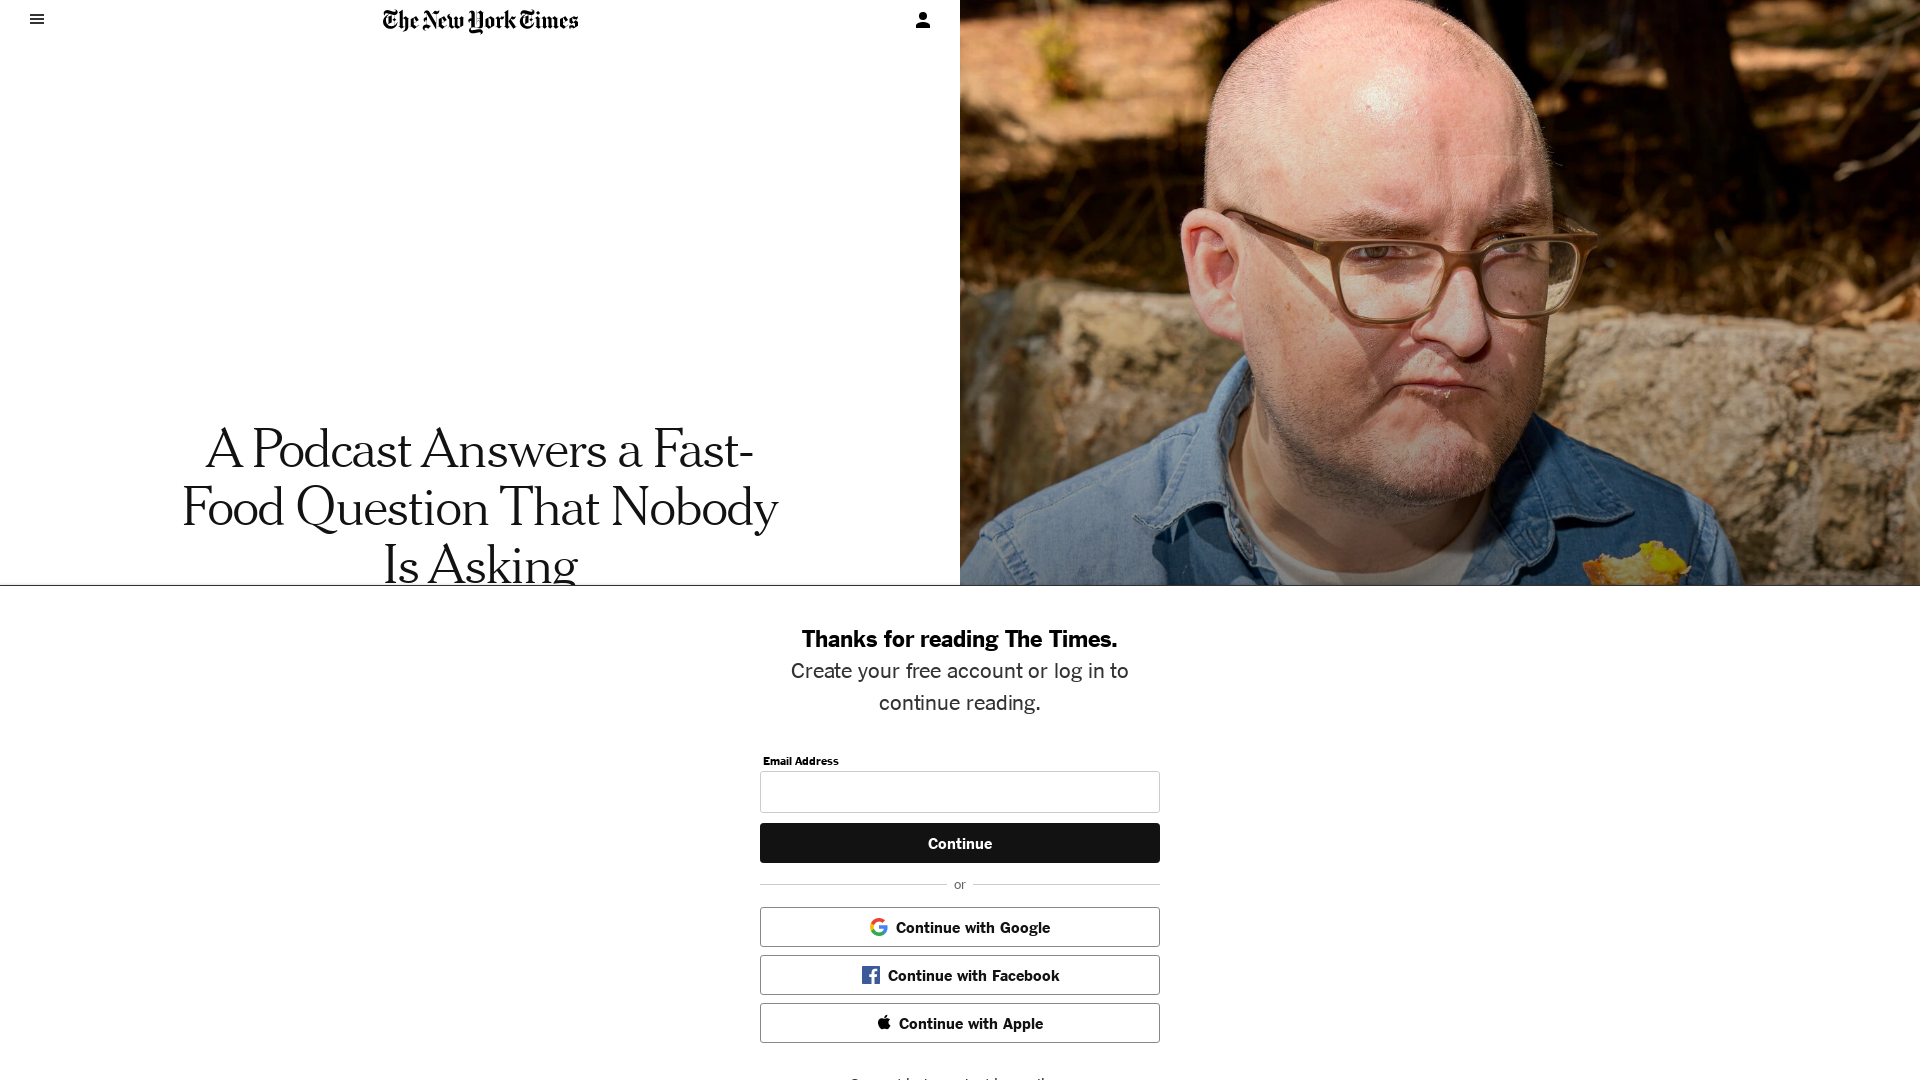 The New York Times
A Podcast Answers a Fast-
Food Question That Nobody
Is Asking
Thanks for reading The Times.
Create your free account or log in to
continue reading.
Email Address
Continue
or
Continue with Google
Continue with Facebook
Continue with Apple